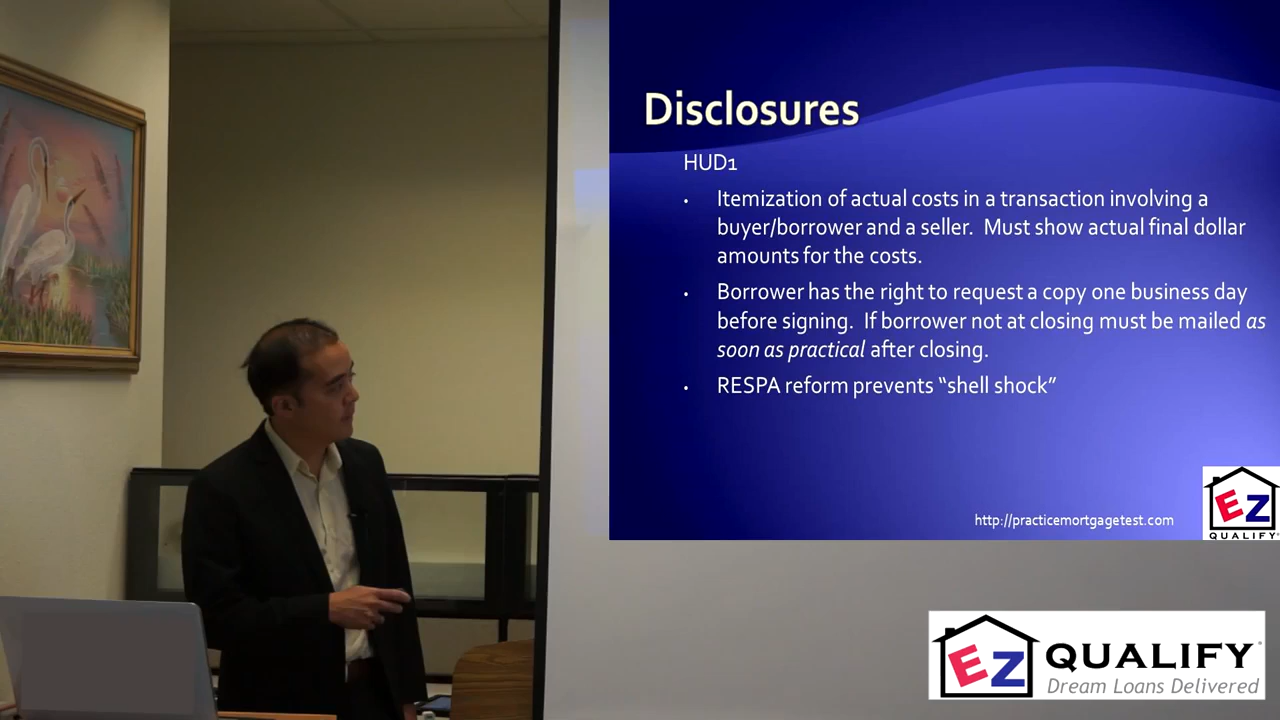 Disclosures
HUD1
• Itemization of actual costs in a transaction involving a
buyer/borrower and a seller.  Must show actual final dollar
amounts for the costs.
• Borrower has the right to request a copy one business day
before signing.  If borrower not at closing must be mailed as
soon as practical after closing.
• RESPA reform prevents “shell shock”
http://practicemortgagetest.com
EZ
QUALIFY
EZ QUALIFY
Dream Loans Delivered